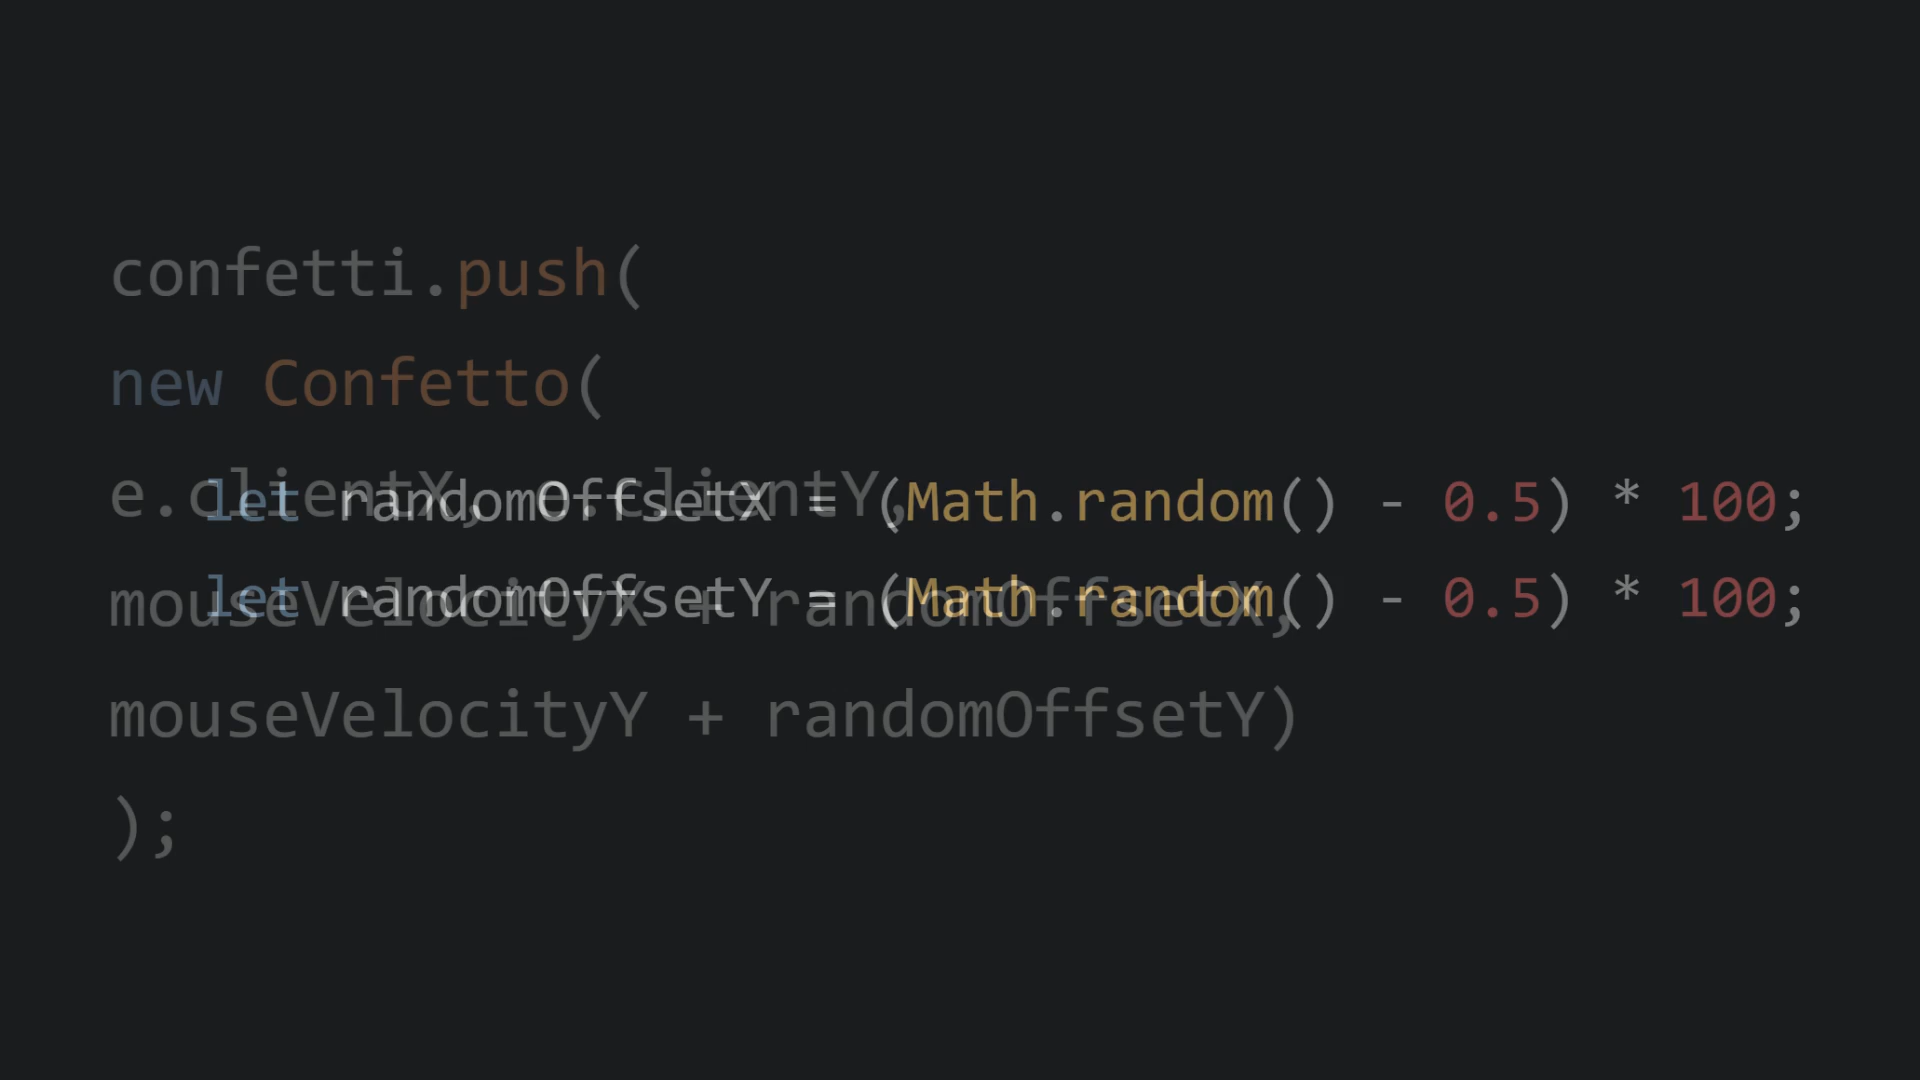 confetti.push(
new Confetto(
e.clientX, e.clientY,
let randomOffsetX = (Math.random() - 0.5) * 100;
mouseVelocityX + randomOffsetX,
let randomOffsetY = (Math.random() - 0.5) * 100;
mouseVelocityY + randomOffsetY)
);